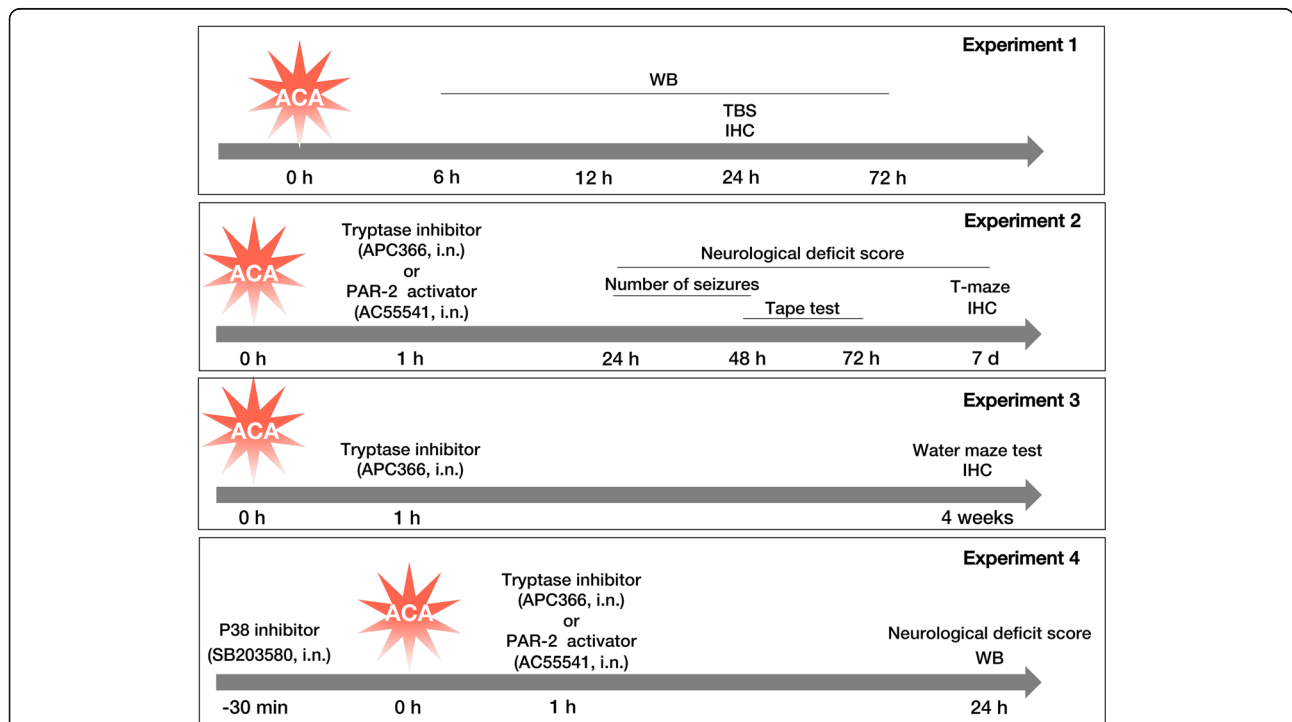 Experiment 1
ACA
WB
TBS
IHC
0 h 6 h 12 h 24 h 72 h
Experiment 2
ACA
Tryptase inhibitor
(APC366, i.n.)
or
PAR-2 activator
(AC55541, i.n.)
Neurological deficit score
Number of seizures
Tape test
T-maze
IHC
0 h 1 h 24 h 48 h 72 h 7 d
Experiment 3
ACA
Tryptase inhibitor
(APC366, i.n.)
Water maze test
IHC
0 h 1 h 4 weeks
Experiment 4
P38 inhibitor
(SB203580, i.n.)
ACA
Tryptase inhibitor
(APC366, i.n.)
or
PAR-2 activator
(AC55541, i.n.)
Neurological deficit score
WB
-30 min 0 h 1 h 24 h